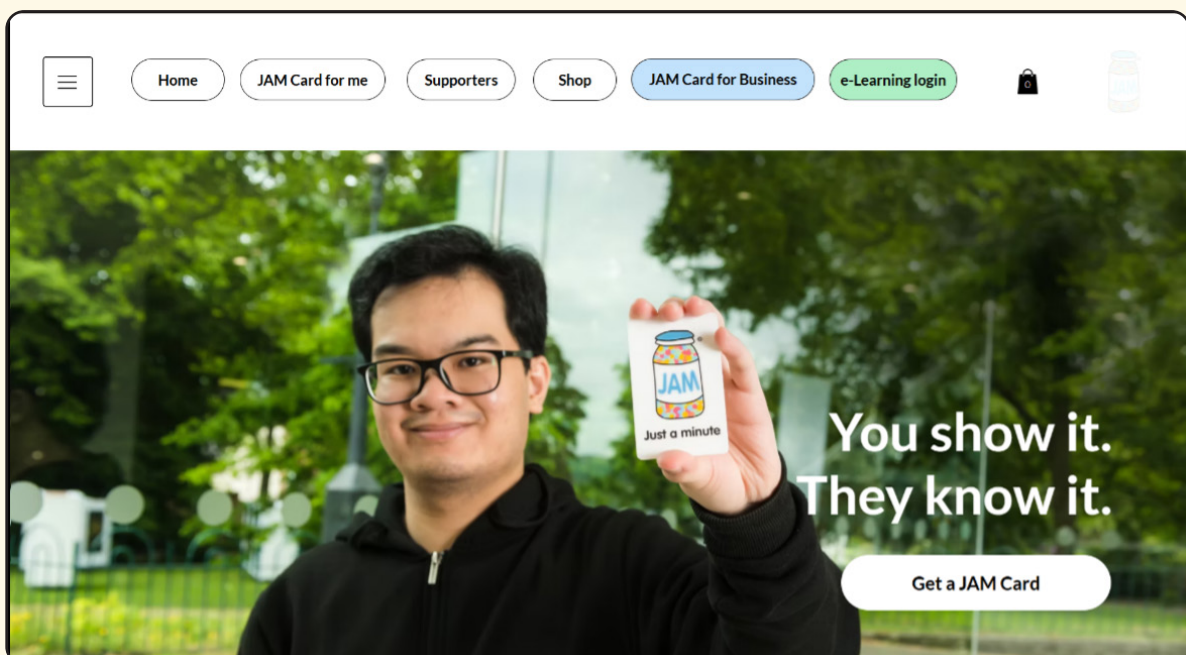 Home
JAM Card for me
Supporters
Shop
JAM Card for Business
e-Learning login
0
JAM
JAM
Just a minute
You show it.
They know it.
Get a JAM Card